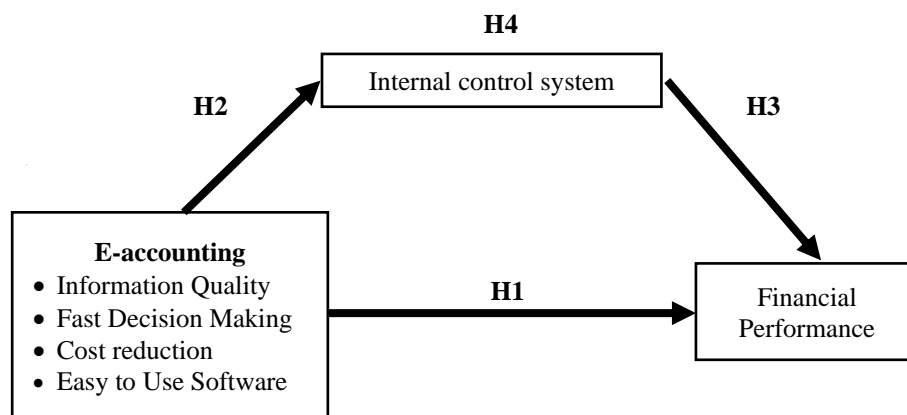 H4
Internal control system
H2
H3
E-accounting
• Information Quality
• Fast Decision Making
• Cost reduction
• Easy to Use Software
H1
Financial
Performance